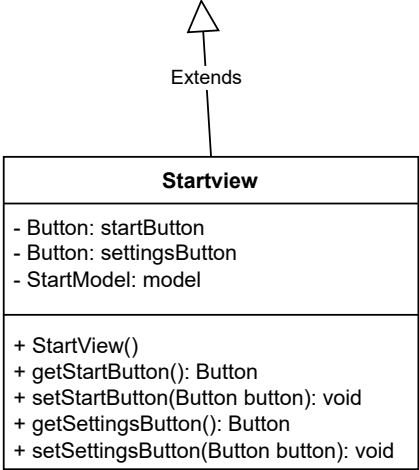 Extends
Startview
- Button: startButton
- Button: settingsButton
- StartModel: model
+ StartView()
+ getStartButton(): Button
+ setStartButton(Button button): void
+ getSettingsButton(): Button
+ setSettingsButton(Button button): void